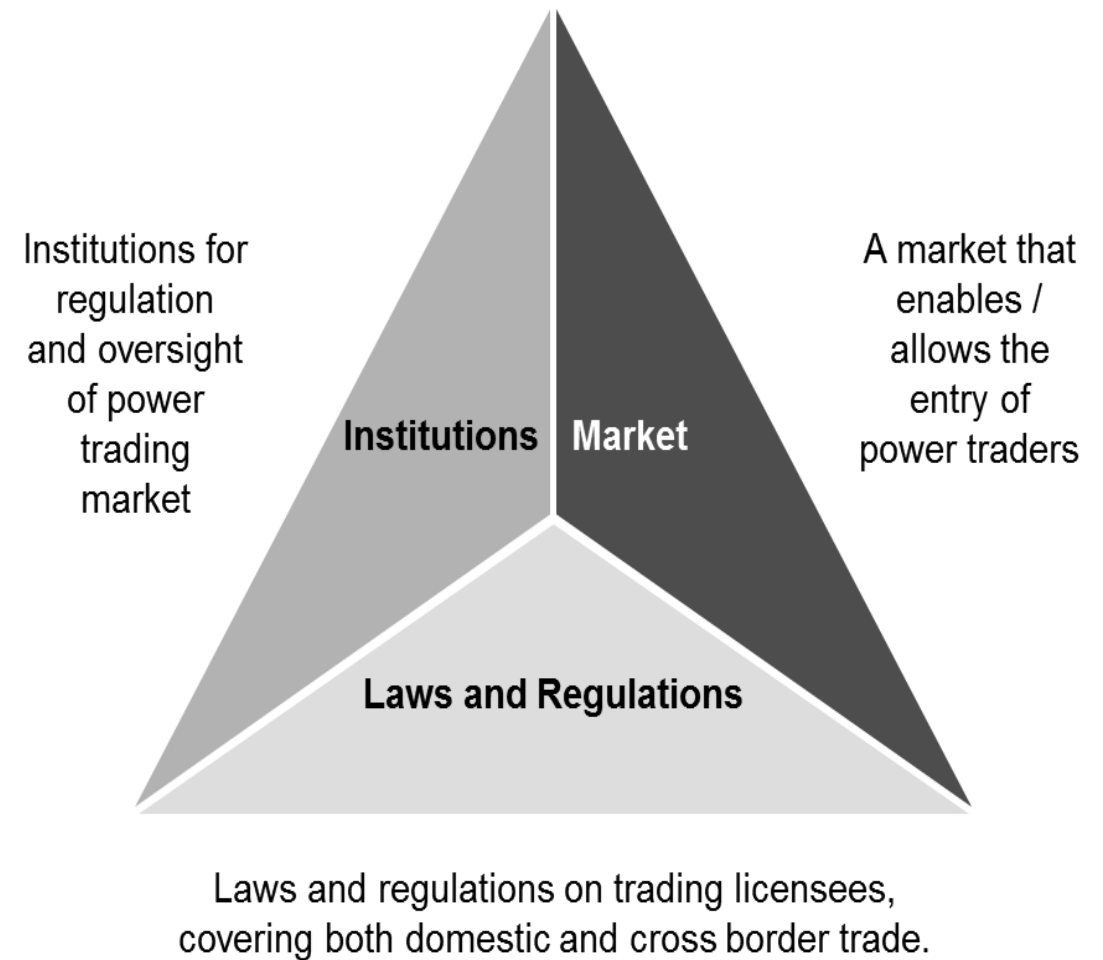 Institutions for
regulation
and oversight
of power
trading
market
A market that
enables /
allows the
entry of
power traders
Institutions
Market
Laws and Regulations
Laws and regulations on trading licensees,
covering both domestic and cross border trade.